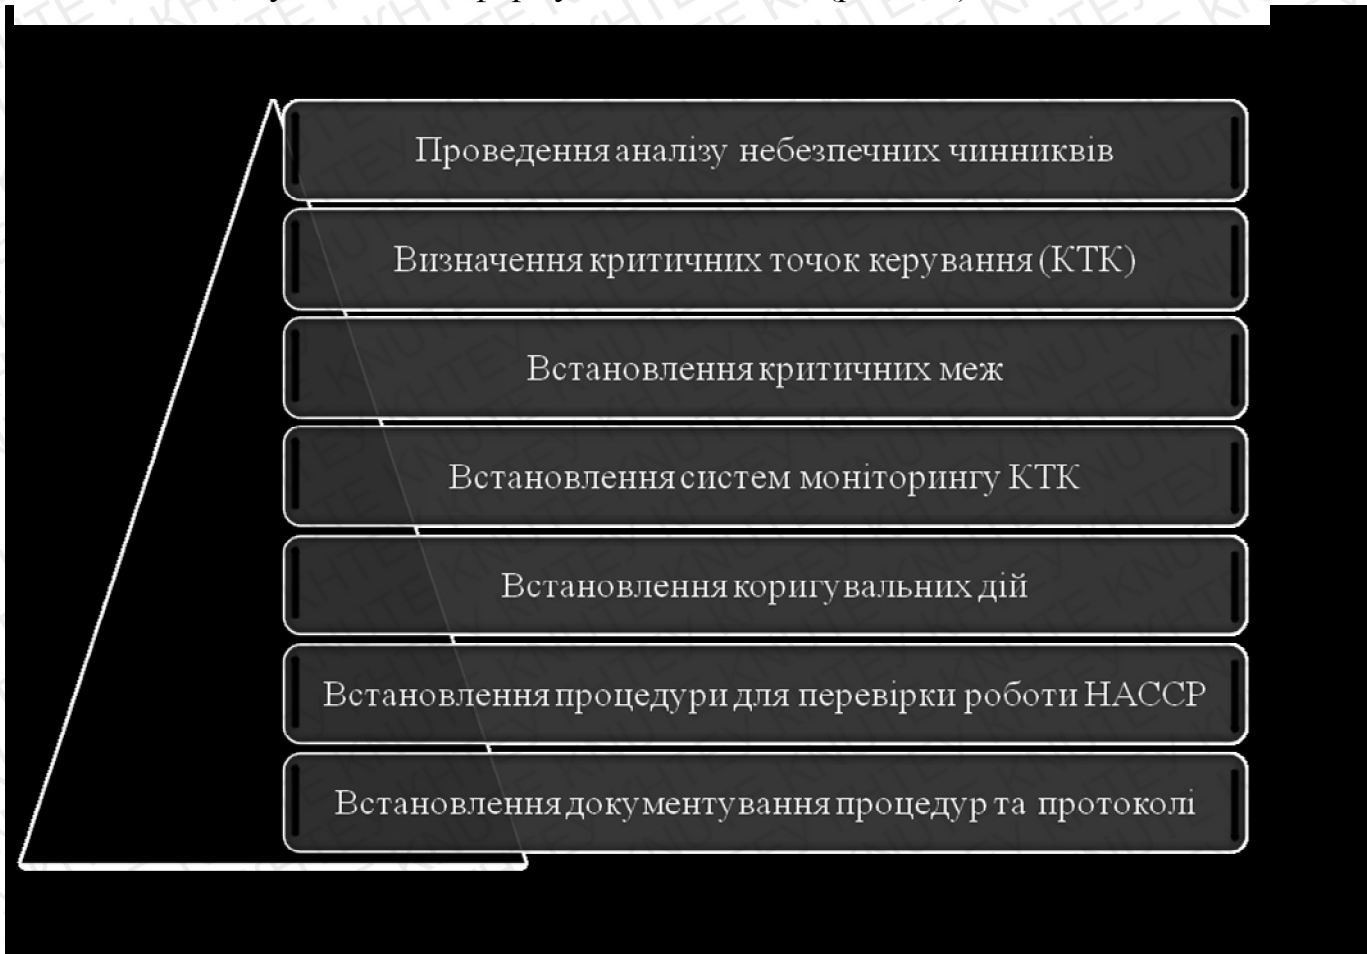 Проведення аналізу небезпечних чинниквів
Визначення критичних точок керування (КТК)
Встановлення критичних меж
Встановлення систем моніторингу КТК
Встановлення коригувальних дій
Встановлення процедури для перевірки роботи НАССР
Встановлення документування процедур та протоколі